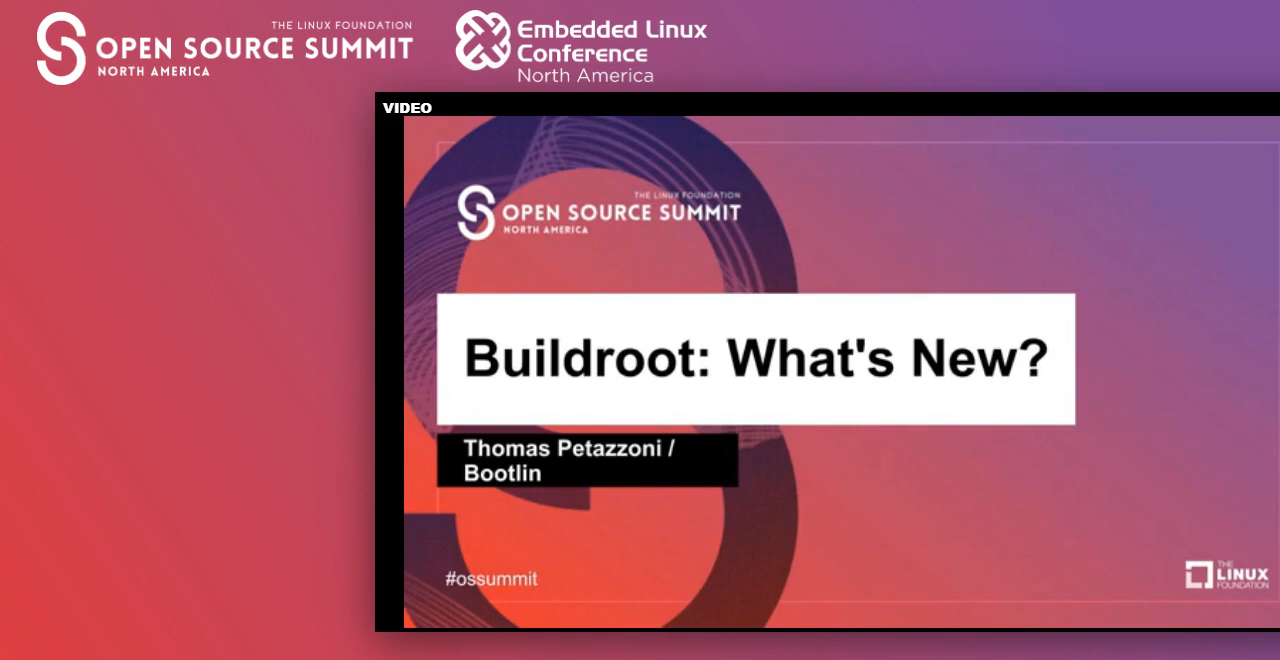 THE LINUX FOUNDATION
OPEN SOURCE SUMMIT
NORTH AMERICA
Embedded Linux
Conference
North America
VIDEO
THE LINUX FOUNDATION
OPEN SOURCE SUMMIT
NORTH AMERICA
Buildroot: What's New?
Thomas Petazzoni /
Bootlin
#ossummit
THE
LINUX
FOUNDATION